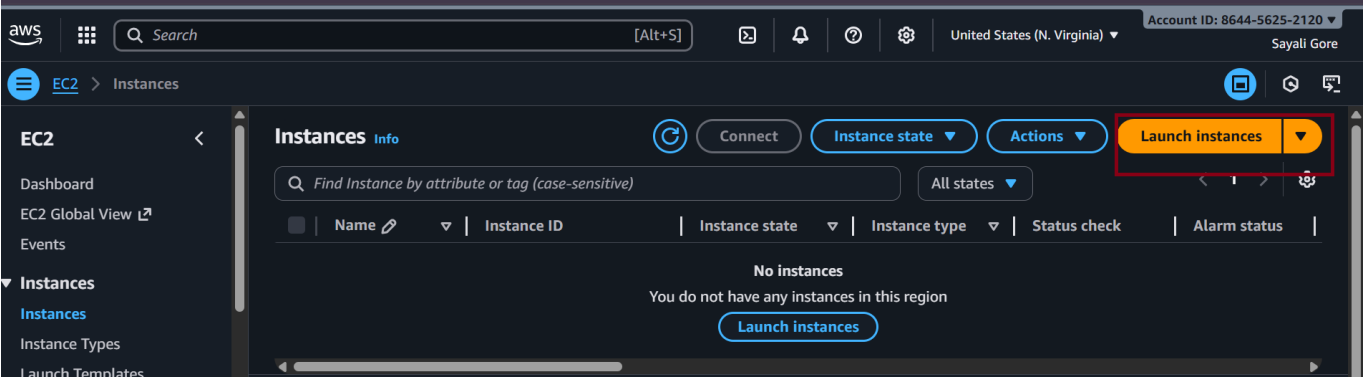 aws
Search [Alt+S]
United States (N. Virginia) ▼
Account ID: 8644-5625-2120 ▼
Sayali Gore
EC2 > Instances
EC2
Dashboard
EC2 Global View
Events
Instances
Instances
Instance Types
Launch Templates
Instances Info
Connect
Instance state ▼
Actions ▼
Launch instances ▼
Find Instance by attribute or tag (case-sensitive)
All states ▼
< 1 >
Name
Instance ID
Instance state
Instance type
Status check
Alarm status
No instances
You do not have any instances in this region
Launch instances